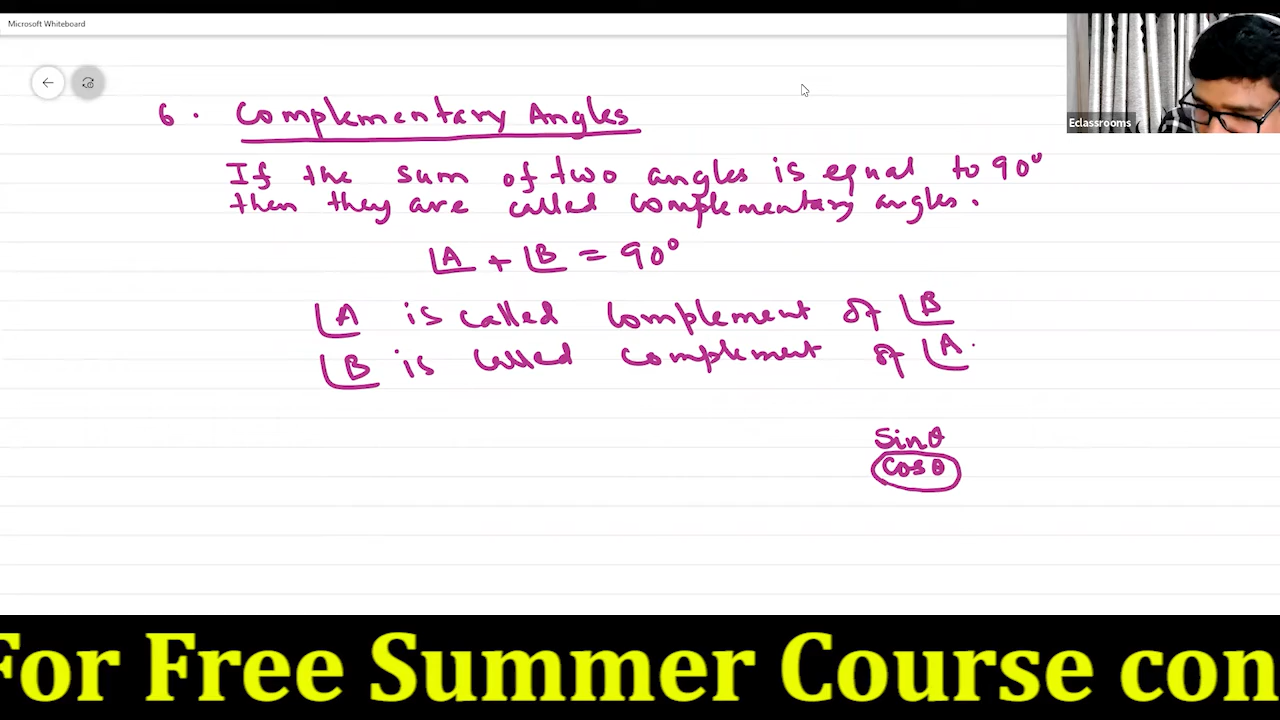 Microsoft Whiteboard
Eclassrooms
6. Complementary Angles
If the sum of two angles is equal to 90°
then they are called complementary angles.
∠A + ∠B = 90°
∠A is called complement of ∠B
∠B is called complement of ∠A.
Sinθ
Cosθ
For Free Summer Course con